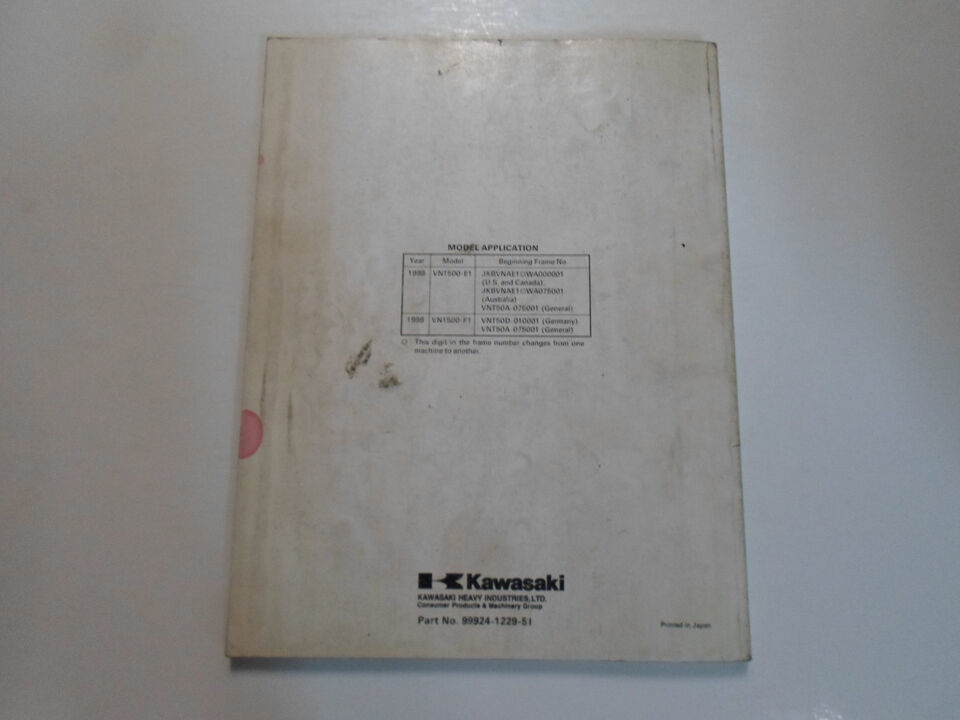 MODEL APPLICATION
Year Model Beginning Frame No.
1998 VN1500-E1 JKBVNAE1□WA000001
(U.S. and Canada),
JKBVNAE1□WA075001
(Australia)
VNT50A-075001 (General)
1998 VN1500-F1 VNT50D-010001 (Germany)
VNT50A-075001 (General)
□ This digit in the frame number changes from one
machine to another.
Kawasaki
KAWASAKI HEAVY INDUSTRIES, LTD.
Consumer Products & Machinery Group
Part No. 99924-1229-51
Printed in Japan